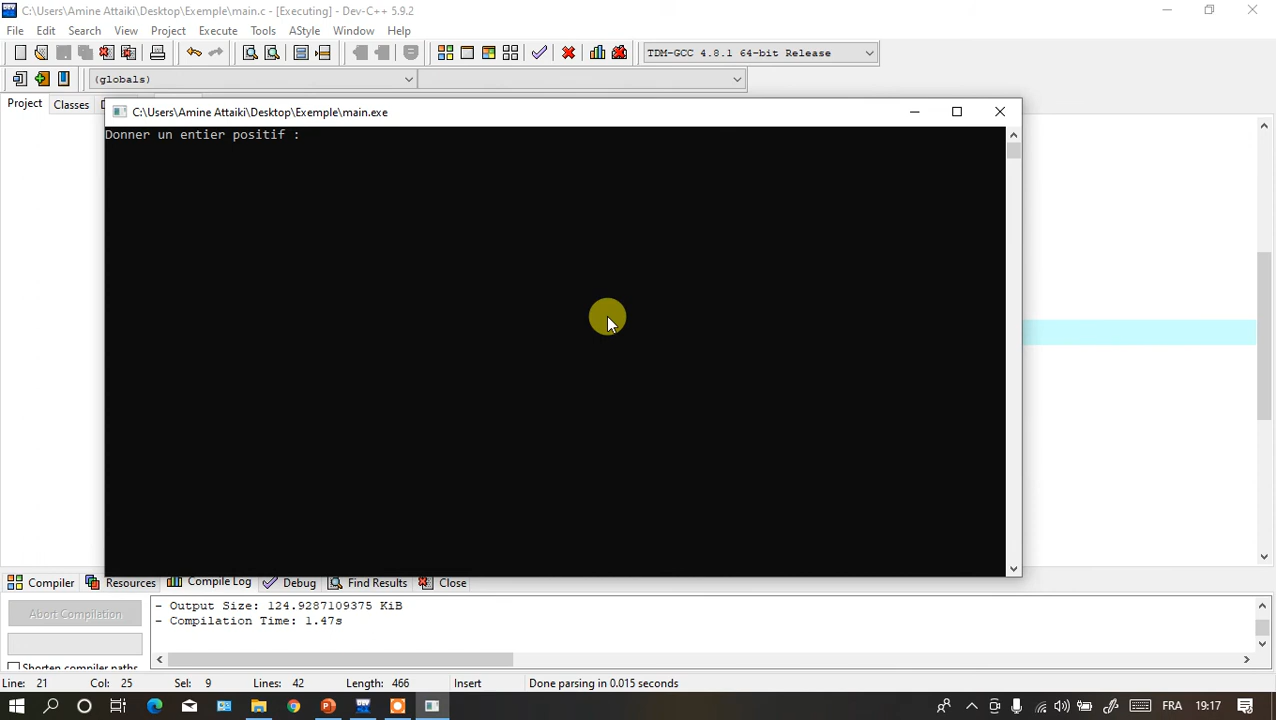 C:\Users\Amine Attaiki\Desktop\Exemple\main.c - [Executing] - Dev-C++ 5.9.2
File Edit Search View Project Execute Tools AStyle Window Help
TDM-GCC 4.8.1 64-bit Release
(globals)
Project Classes
C:\Users\Amine Attaiki\Desktop\Exemple\main.exe
Donner un entier positif :
Compiler Resources Compile Log Debug Find Results Close
Abort Compilation
- Output Size: 124.9287109375 KiB
- Compilation Time: 1.47s
Shorten compiler paths
Line: 21 Col: 25 Sel: 9 Lines: 42 Length: 466 Insert Done parsing in 0.015 seconds
FRA 19:17